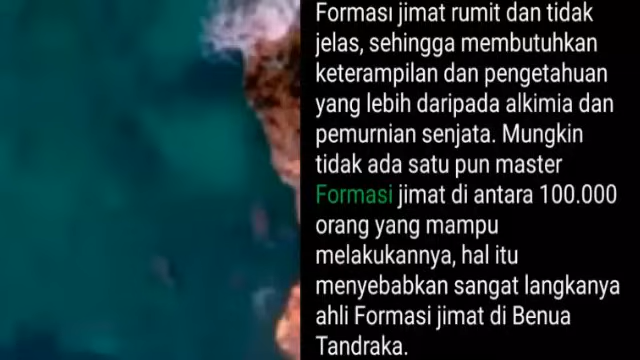 Formasi jimat rumit dan tidak
jelas, sehingga membutuhkan
keterampilan dan pengetahuan
yang lebih daripada alkimia dan
pemurnian senjata. Mungkin
tidak ada satu pun master
Formasi jimat di antara 100.000
orang yang mampu
melakukannya, hal itu
menyebabkan sangat langkanya
ahli Formasi jimat di Benua
Tandraka.